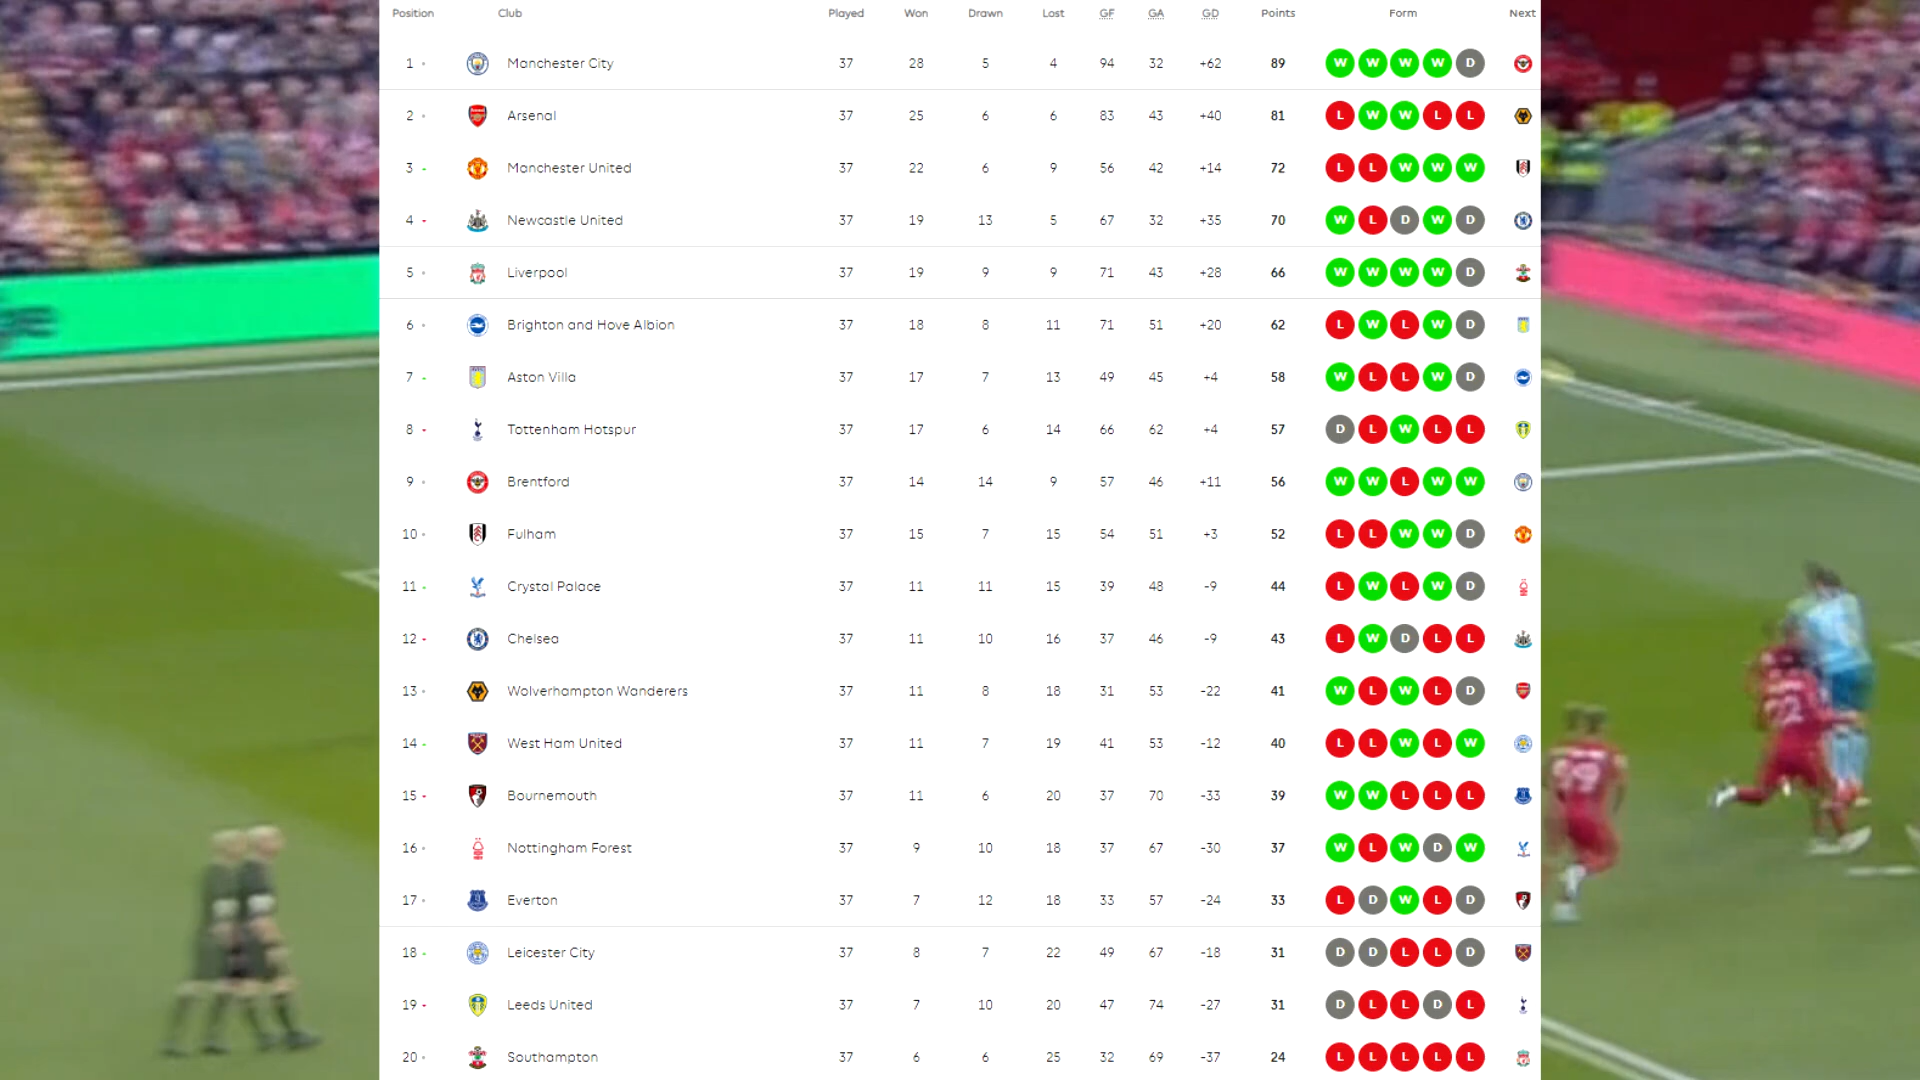 Position Club Played Won Drawn Lost GF GA GD Points Form Next
1 Manchester City 37 28 5 4 94 32 +62 89 W W W W D
2 Arsenal 37 25 6 6 83 43 +40 81 L W W L L
3 Manchester United 37 22 6 9 56 42 +14 72 L L W W W
4 Newcastle United 37 19 13 5 67 32 +35 70 W L D W D
5 Liverpool 37 19 9 9 71 43 +28 66 W W W W D
6 Brighton and Hove Albion 37 18 8 11 71 51 +20 62 L W L W D
7 Aston Villa 37 17 7 13 49 45 +4 58 W L L W D
8 Tottenham Hotspur 37 17 6 14 66 62 +4 57 D L W L L
9 Brentford 37 14 14 9 57 46 +11 56 W W L W W
10 Fulham 37 15 7 15 54 51 +3 52 L L W W D
11 Crystal Palace 37 11 11 15 39 48 -9 44 L W L W D
12 Chelsea 37 11 10 16 37 46 -9 43 L W D L L
13 Wolverhampton Wanderers 37 11 8 18 31 53 -22 41 W L W L D
14 West Ham United 37 11 7 19 41 53 -12 40 L L W L W
15 Bournemouth 37 11 6 20 37 70 -33 39 W W L L L
16 Nottingham Forest 37 9 10 18 37 67 -30 37 W L W D W
17 Everton 37 7 12 18 33 57 -24 33 L D W L D
18 Leicester City 37 8 7 22 49 67 -18 31 D D L L D
19 Leeds United 37 7 10 20 47 74 -27 31 D L L D L
20 Southampton 37 6 6 25 32 69 -37 24 L L L L L